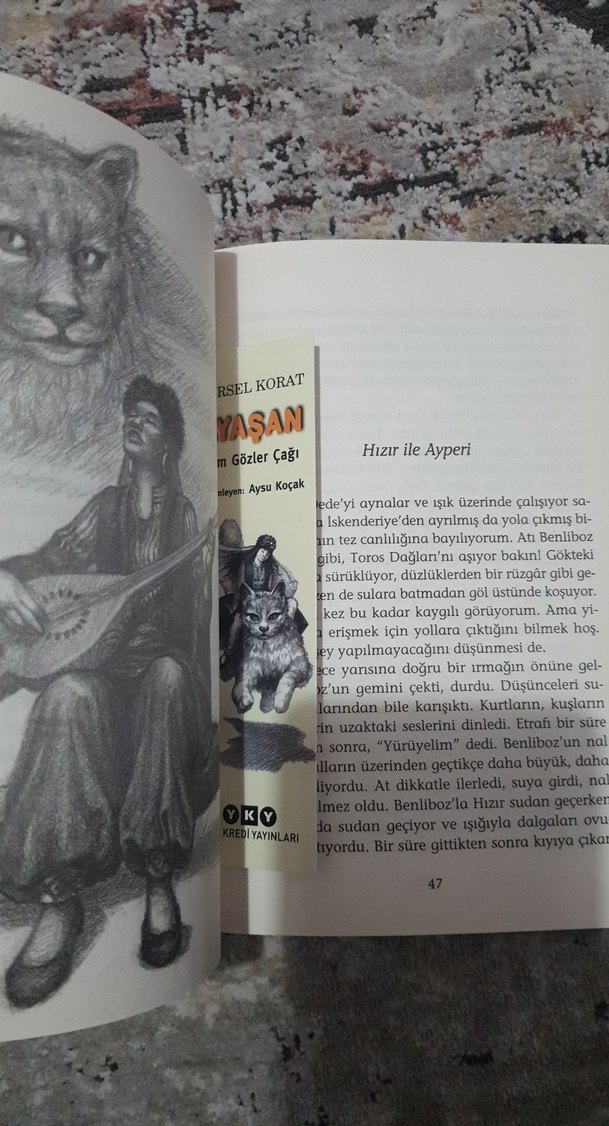 RSEL KORAT
YAŞAN
m Gözler Çağı
nleyen: Aysu Koçak
YKY
KREDİ YAYINLARI
Hızır ile Ayperi
Dede'yi aynalar ve ışık üzerinde çalışıyor sa-
a İskenderiye'den ayrılmış da yola çıkmış bi-
nın tez canlılığına bayılıyorum. Atı Benliboz
gibi, Toros Dağları'nı aşıyor bakın! Gökteki
a sürüklüyor, düzlüklerden bir rüzgâr gibi ge-
zen de sulara batmadan göl üstünde koşuyor.
kez bu kadar kaygılı görüyorum. Ama yi-
a erişmek için yollara çıktığını bilmek hoş.
şey yapılmayacağını düşünmesi de.
ece yarısına doğru bir ırmağın önüne gel-
oz'un gemini çekti, durdu. Düşünceleri su-
larından bile karışıktı. Kurtların, kuşların
rin uzaktaki seslerini dinledi. Etrafı bir süre
n sonra, "Yürüyelim" dedi. Benliboz'un nal
ulların üzerinden geçtikçe daha büyük, daha
liyordu. At dikkatle ilerledi, suya girdi, nal
ilmez oldu. Benliboz'la Hızır sudan geçerken
da sudan geçiyor ve ışığıyla dalgaları ovu
tıyordu. Bir süre gittikten sonra kıyıya çıkar
47